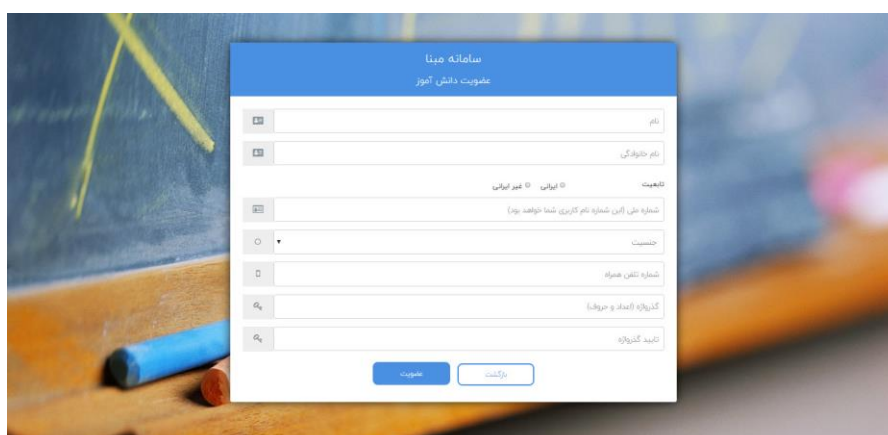 سامانه مبنا
عضویت دانش آموز
نام
نام خانوادگی
تابعیت ایرانی غیر ایرانی
شماره ملی (این شماره نام کاربری شما خواهد بود)
جنسیت
شماره تلفن همراه
گذرواژه (اعداد و حروف)
تایید گذرواژه
بازگشت عضویت